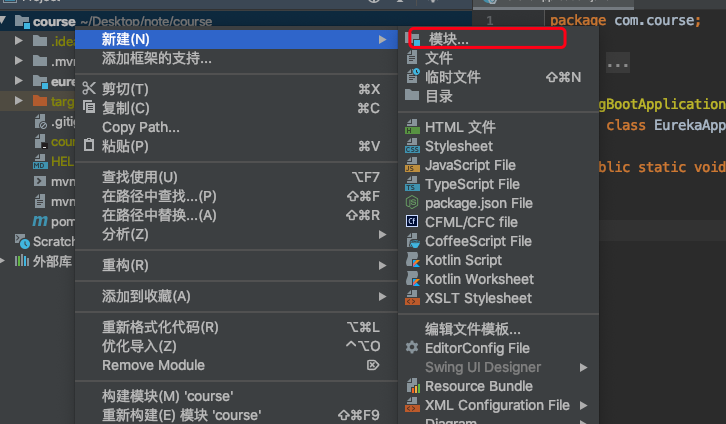 Project
course ~/Desktop/note/course
.idea
.mvn
eure
targ
.gitig
cour
HEL
mvn
mvn
pom
Scratch
外部库
新建(N)
添加框架的支持...
剪切(T) ⌘X
复制(C) ⌘C
Copy Path...
粘贴(P) ⌘V
查找使用(U) ⌥F7
在路径中查找...(P) ⇧⌘F
在路径中替换...(A) ⇧⌘R
分析(Z)
重构(R)
添加到收藏(A)
重新格式化代码(R) ⌥⌘L
优化导入(Z) ^⌥O
Remove Module ⌦
构建模块(M) 'course'
重新构建(E) 模块 'course' ⇧⌘F9
模块...
文件
临时文件 ⇧⌘N
目录
HTML 文件
Stylesheet
JavaScript File
TypeScript File
package.json File
CFML/CFC file
CoffeeScript File
Kotlin Script
Kotlin Worksheet
XSLT Stylesheet
编辑文件模板...
EditorConfig File
Swing UI Designer
Resource Bundle
XML Configuration File
Diagram
1 package com.course;
...
gBootApplication
class EurekaApp
blic static void